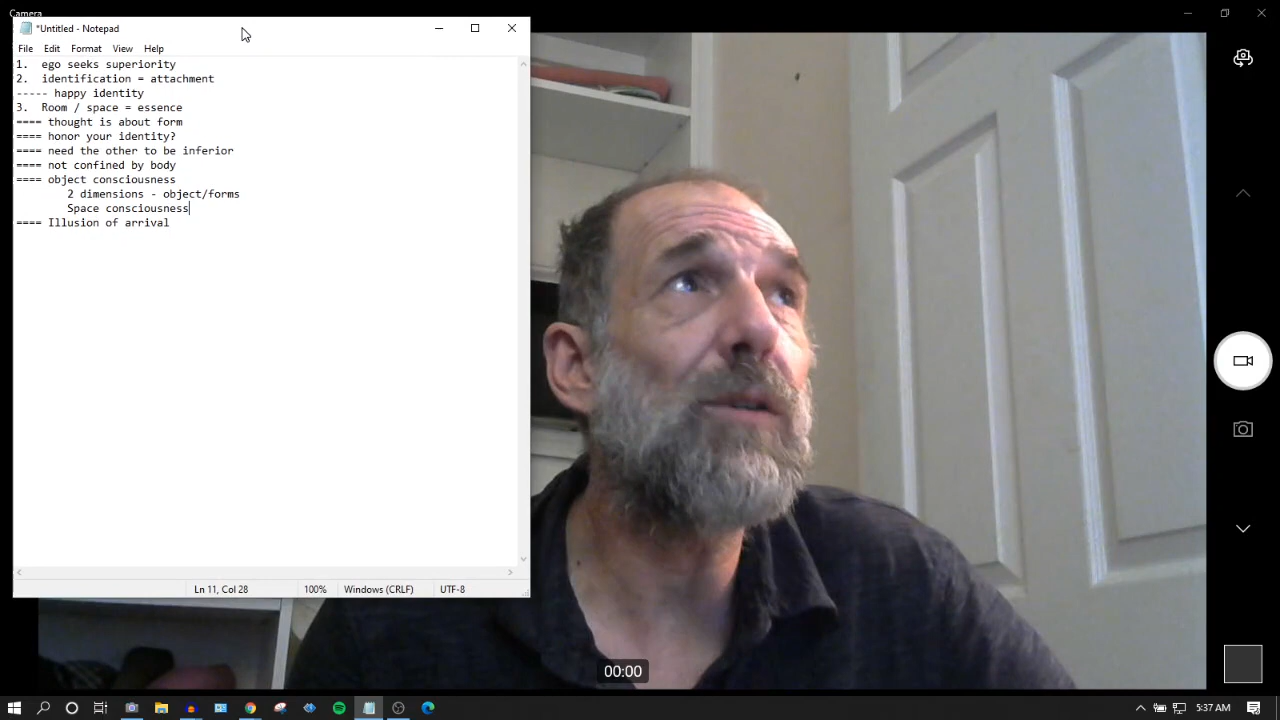 Camera
*Untitled - Notepad
File Edit Format View Help
1.  ego seeks superiority
2.  identification = attachment
----- happy identity
3.  Room / space = essence
==== thought is about form
==== honor your identity?
==== need the other to be inferior
==== not confined by body
==== object consciousness
        2 dimensions - object/forms
        Space consciousness
==== Illusion of arrival
Ln 11, Col 28 100% Windows (CRLF) UTF-8
00:00
5:37 AM